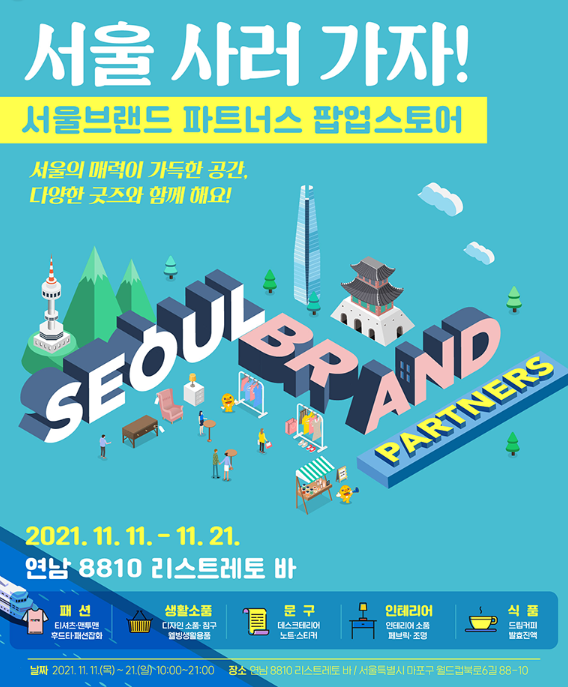 서울 사러 가자!
서울브랜드 파트너스 팝업스토어
서울의 매력이 가득한 공간,
다양한 굿즈와 함께 해요!
SEOUL BRAND
PARTNERS
2021. 11. 11. - 11. 21.
연남 8810 리스트레토 바
패 션
티셔츠·맨투맨
후드티·패션잡화
생활소품
디자인 소품·침구
웰빙생활용품
문 구
데스크테리어
노트·스티커
인테리어
인테리어 소품
페브릭·조명
식 품
드립커피
발효진액
날짜 2021. 11. 11.(목) ~ 21.(일)·10:00~21:00 장소 연남 8810 리스트레토 바 / 서울특별시 마포구 월드컵북로6길 88-10